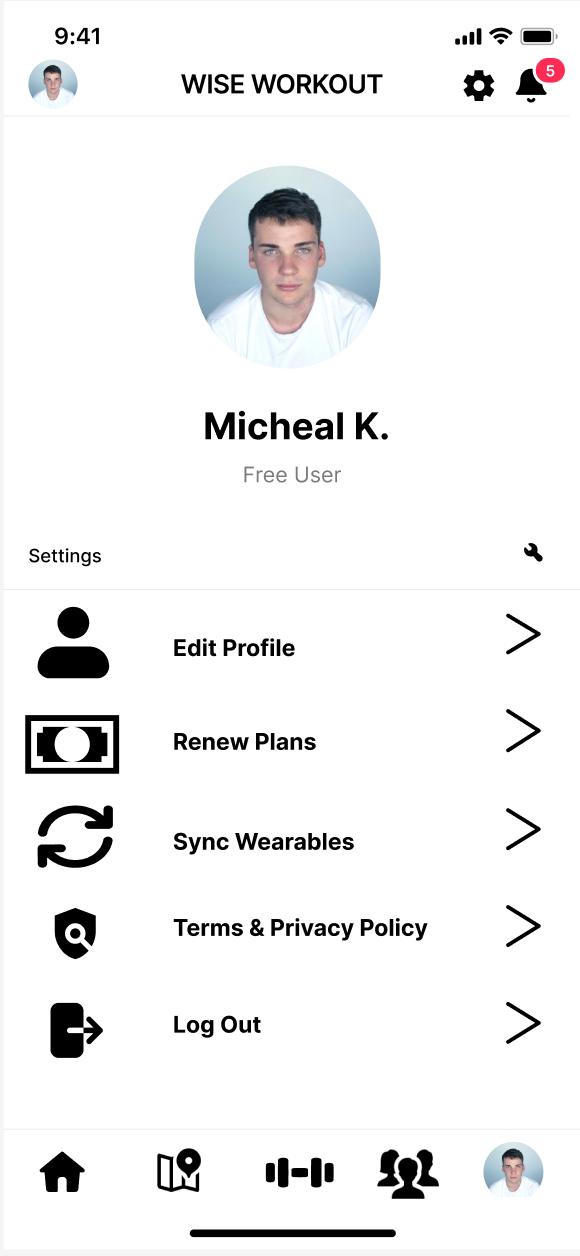 9:41
WISE WORKOUT
5
Micheal K.
Free User
Settings
Edit Profile
Renew Plans
Sync Wearables
Terms & Privacy Policy
Log Out